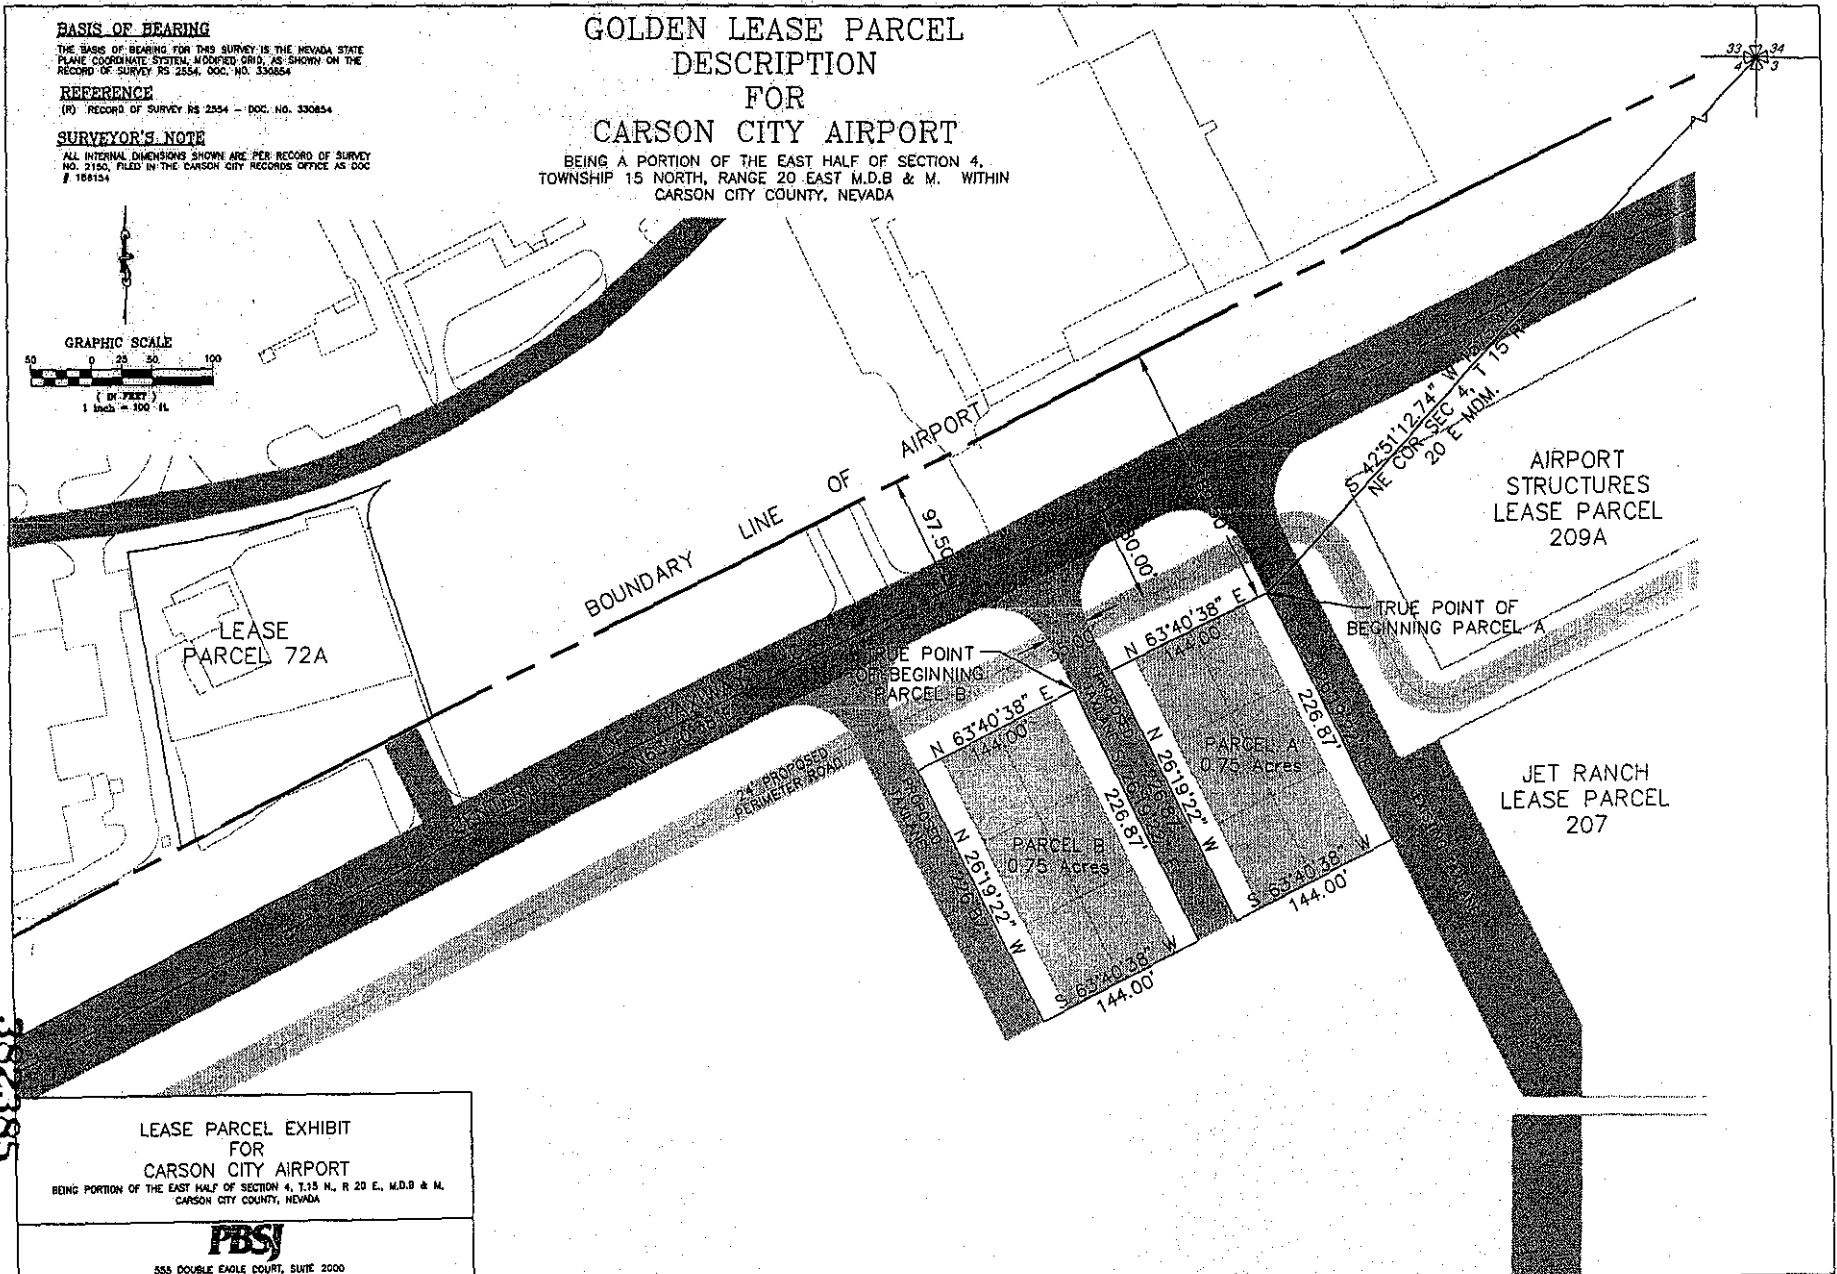 BASIS OF BEARING
THE BASIS OF BEARING FOR THIS SURVEY IS THE NEVADA STATE
PLANE COORDINATE SYSTEM, MODIFIED GRID, AS SHOWN ON THE
RECORD OF SURVEY RS 2554, DOC. NO. 330654
REFERENCE
(R) RECORD OF SURVEY RS 2554 - DOC. NO. 330654
SURVEYOR'S NOTE
ALL INTERNAL DIMENSIONS SHOWN ARE PER RECORD OF SURVEY
NO. 2150, FILED IN THE CARSON CITY RECORDS OFFICE AS DOC
# 188154
GOLDEN LEASE PARCEL
DESCRIPTION
FOR
CARSON CITY AIRPORT
BEING A PORTION OF THE EAST HALF OF SECTION 4,
TOWNSHIP 15 NORTH, RANGE 20 EAST M.D.B & M. WITHIN
CARSON CITY COUNTY, NEVADA
33 34
4 3
GRAPHIC SCALE
50 0 25 50 100
( IN FEET )
1 inch = 100 ft.
BOUNDARY LINE OF AIRPORT
97.50
S 42°51'12.74" W
NE COR SEC 4, T 15
20 E MDM.
AIRPORT
STRUCTURES
LEASE PARCEL
209A
LEASE
PARCEL 72A
TRUE POINT OF
BEGINNING PARCEL A
TRUE POINT
OF BEGINNING
PARCEL B
N 63°40'38" E
144.00'
N 63°40'38" E
144.00'
226.87'
226.87'
N 26°19'22" W
N 26°19'22" W
PARCEL A
0.75 Acres
PARCEL B
0.75 Acres
S 63°40'38" W
144.00'
S 63°40'38" W
144.00'
24' PROPOSED
PERIMETER ROAD
PROPOSED
TAXILANE
JET RANCH
LEASE PARCEL
207
382385
LEASE PARCEL EXHIBIT
FOR
CARSON CITY AIRPORT
BEING PORTION OF THE EAST HALF OF SECTION 4, T.15 N., R 20 E., M.D.B & M.
CARSON CITY COUNTY, NEVADA
PBSJ
555 DOUBLE EAGLE COURT, SUITE 2000